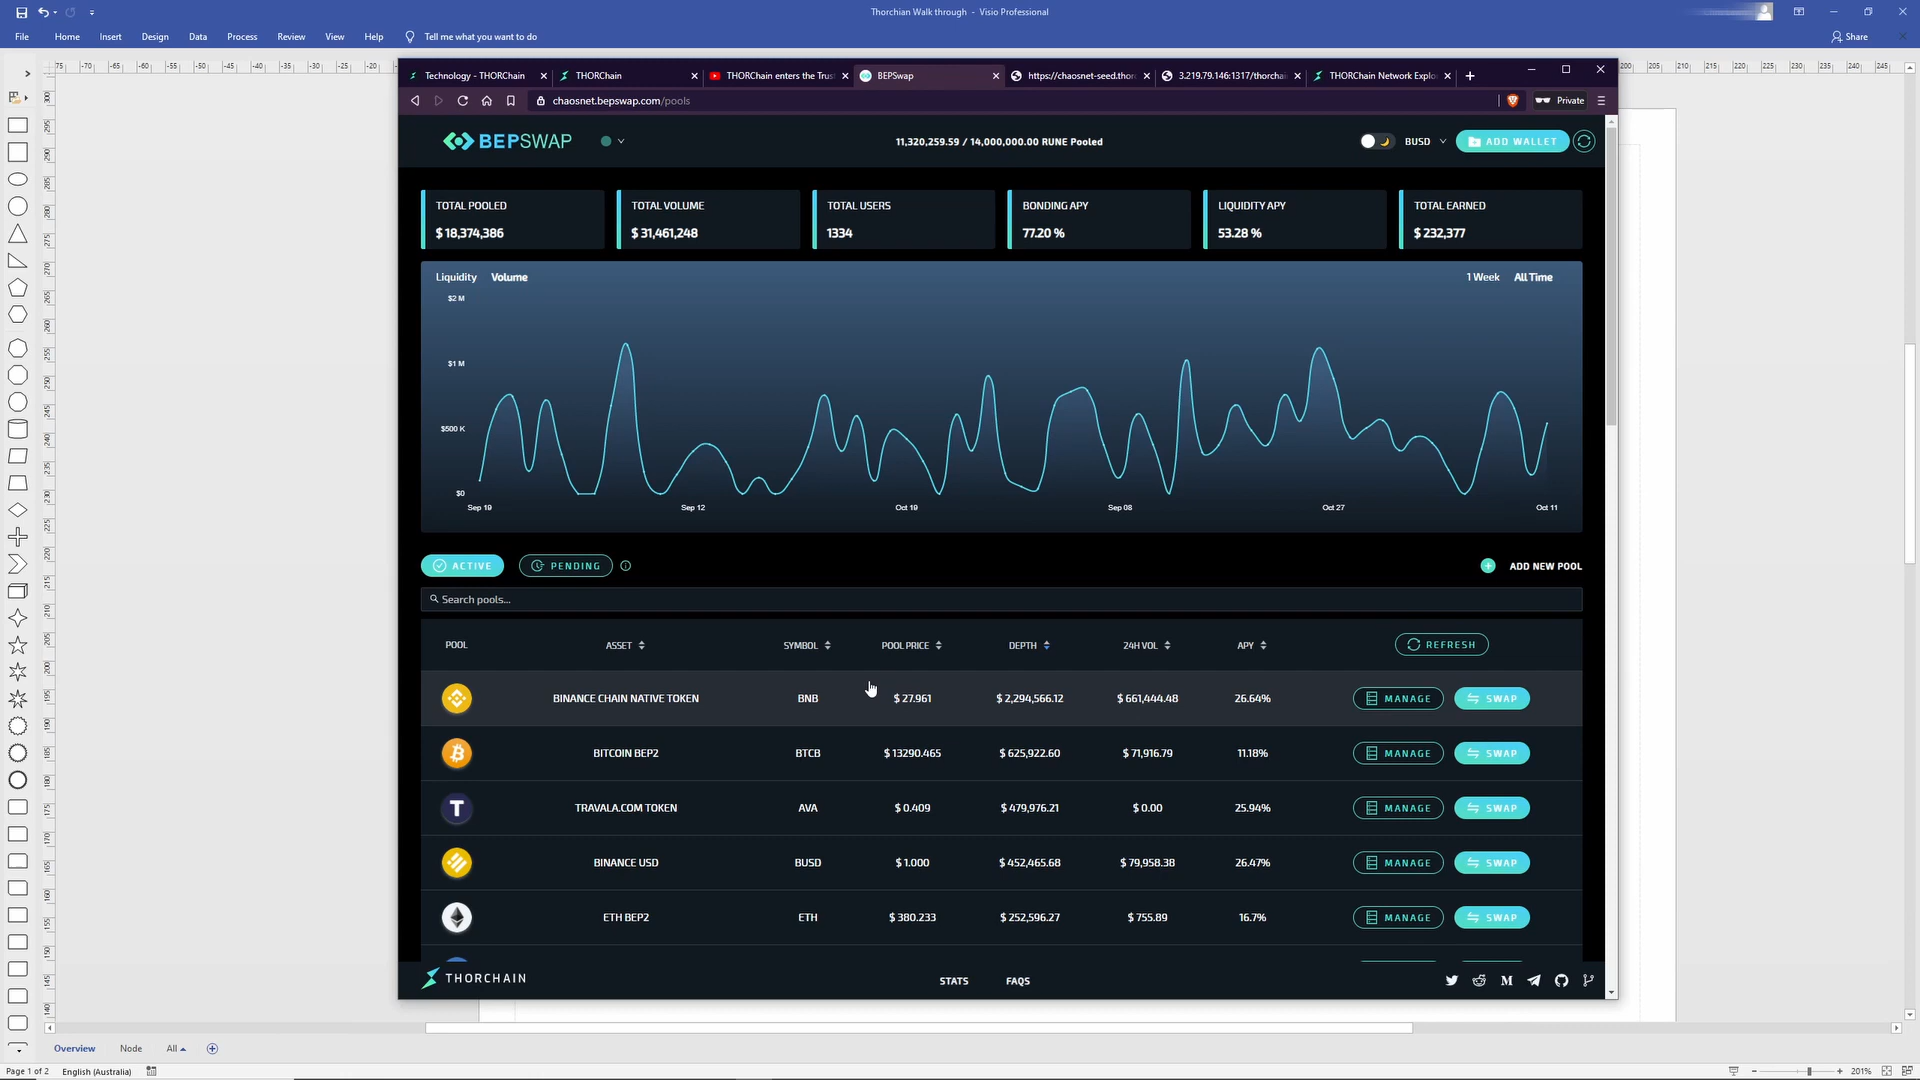 Thorchian Walk through - Visio Professional
File Home Insert Design Data Process Review View Help Tell me what you want to do Share
Technology - THORChain THORChain THORChain enters the Trus BEPSwap https://chaosnet-seed.thorc 3.219.79.146:1317/thorchain THORChain Network Explo
chaosnet.bepswap.com/pools Private
BEPSWAP 11,320,259.59 / 14,000,000.00 RUNE Pooled BUSD ADD WALLET
TOTAL POOLED TOTAL VOLUME TOTAL USERS BONDING APY LIQUIDITY APY TOTAL EARNED
$ 18,374,386 $ 31,461,248 1334 77.20 % 53.28 % $ 232,377
Liquidity Volume 1 Week All Time
$2 M
$1 M
$500 K
$0
Sep 19 Sep 12 Oct 19 Sep 08 Oct 27 Oct 11
ACTIVE PENDING ADD NEW POOL
Search pools...
POOL ASSET SYMBOL POOL PRICE DEPTH 24H VOL APY REFRESH
BINANCE CHAIN NATIVE TOKEN BNB $ 27.961 $ 2,294,566.12 $ 661,444.48 26.64% MANAGE SWAP
BITCOIN BEP2 BTCB $ 13290.465 $ 625,922.60 $ 71,916.79 11.18% MANAGE SWAP
TRAVALA.COM TOKEN AVA $ 0.409 $ 479,976.21 $ 0.00 25.94% MANAGE SWAP
BINANCE USD BUSD $ 1.000 $ 452,465.68 $ 79,958.38 26.47% MANAGE SWAP
ETH BEP2 ETH $ 380.233 $ 252,596.27 $ 755.89 16.7% MANAGE SWAP
THORCHAIN STATS FAQS
Overview Node All
Page 1 of 2 English (Australia) 201%